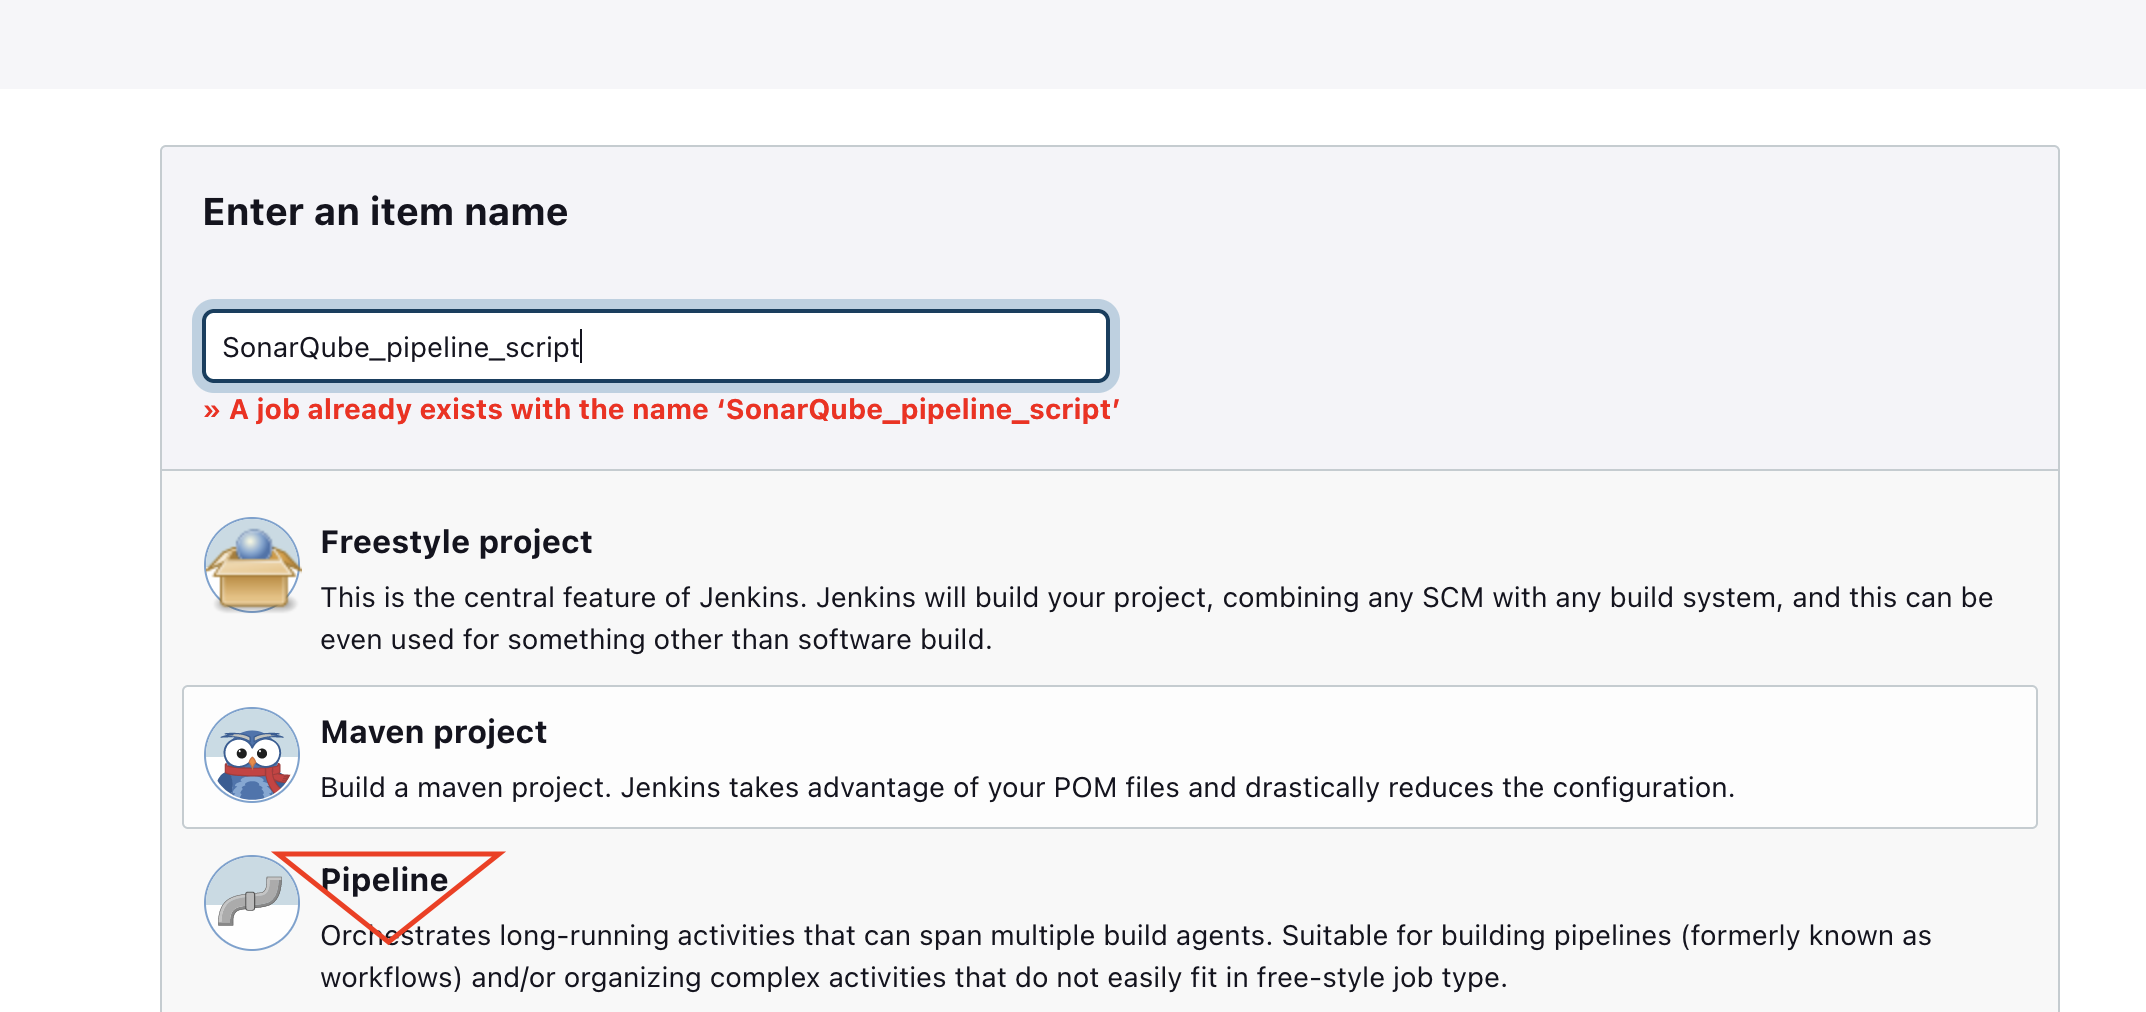 Enter an item name
SonarQube_pipeline_script
» A job already exists with the name ‘SonarQube_pipeline_script’
Freestyle project
This is the central feature of Jenkins. Jenkins will build your project, combining any SCM with any build system, and this can be
even used for something other than software build.
Maven project
Build a maven project. Jenkins takes advantage of your POM files and drastically reduces the configuration.
Pipeline
Orchestrates long-running activities that can span multiple build agents. Suitable for building pipelines (formerly known as
workflows) and/or organizing complex activities that do not easily fit in free-style job type.